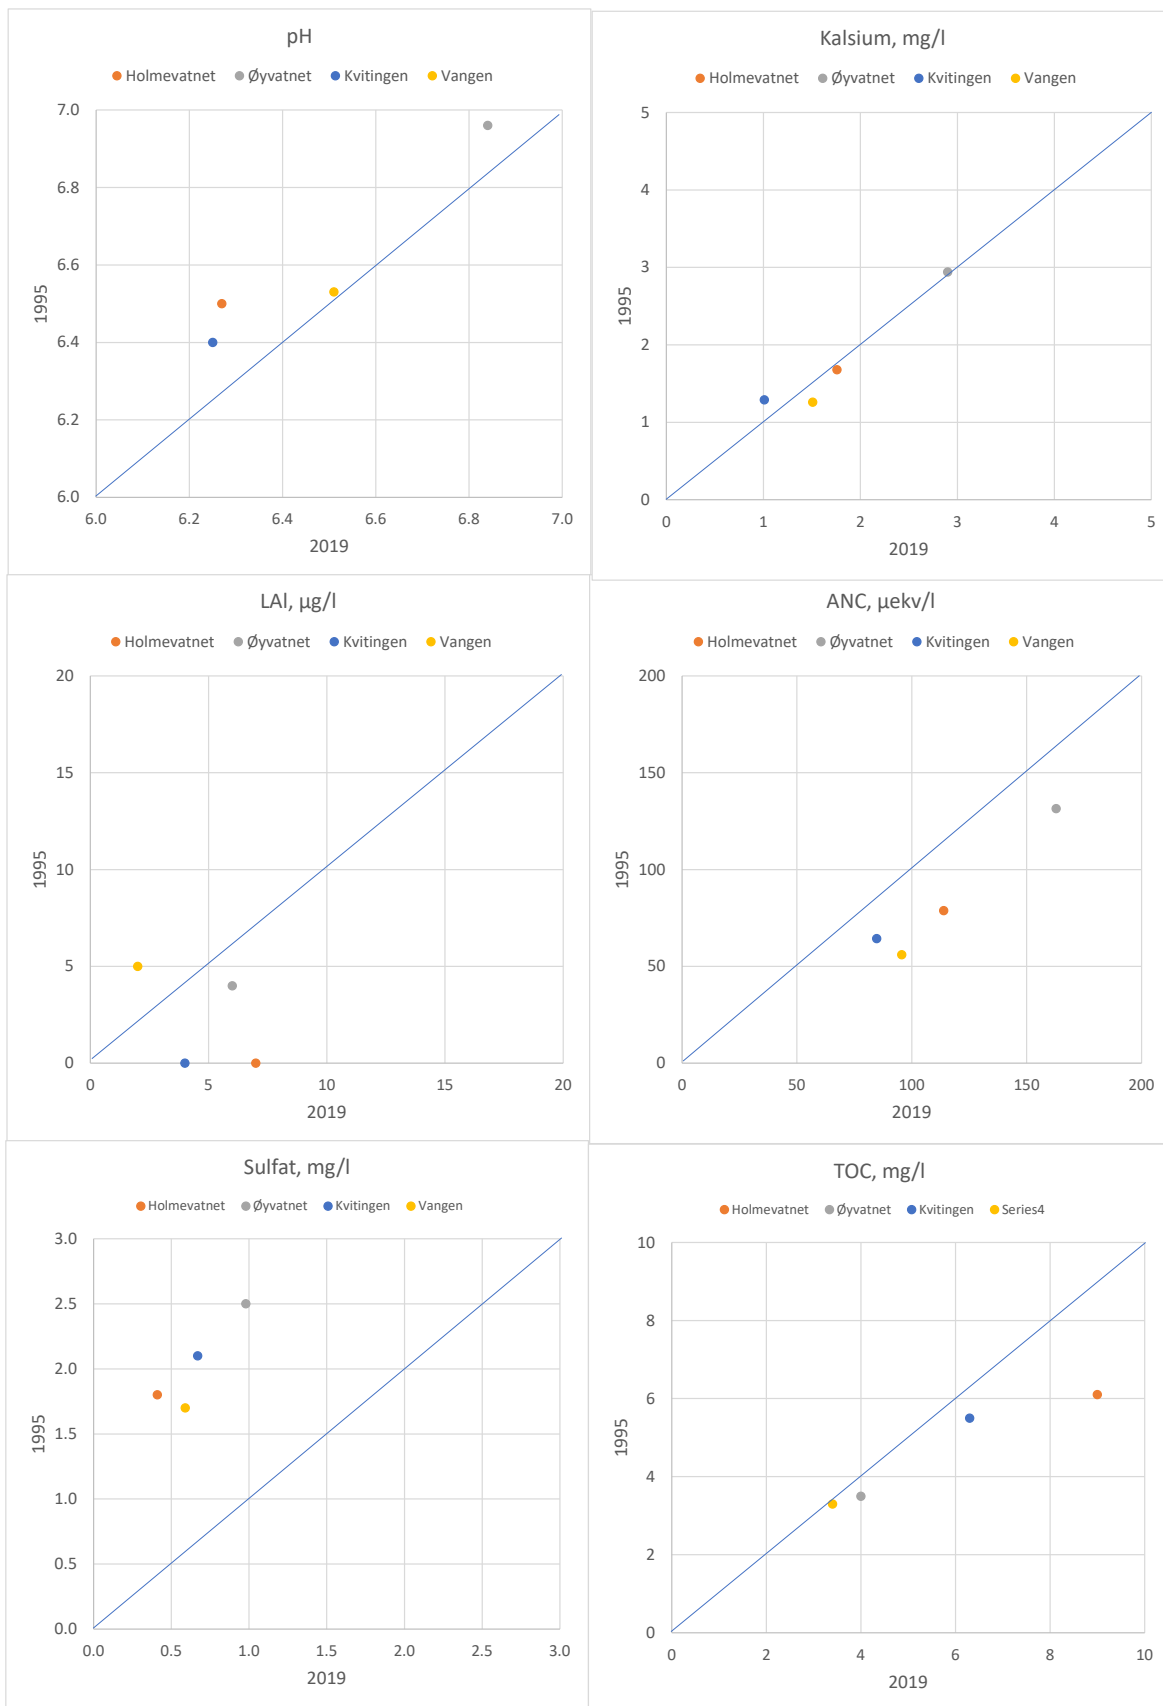 pH
Holmevatnet Øyvatnet Kvitingen Vangen
7.0
6.8
6.6
6.4
6.2
6.0
1995
6.0 6.2 6.4 6.6 6.8 7.0
2019
Kalsium, mg/l
Holmevatnet Øyvatnet Kvitingen Vangen
5
4
3
2
1
0
1995
0 1 2 3 4 5
2019
LAl, µg/l
Holmevatnet Øyvatnet Kvitingen Vangen
20
15
10
5
0
1995
0 5 10 15 20
2019
ANC, µekv/l
Holmevatnet Øyvatnet Kvitingen Vangen
200
150
100
50
0
1995
0 50 100 150 200
2019
Sulfat, mg/l
Holmevatnet Øyvatnet Kvitingen Vangen
3.0
2.5
2.0
1.5
1.0
0.5
0.0
1995
0.0 0.5 1.0 1.5 2.0 2.5 3.0
2019
TOC, mg/l
Holmevatnet Øyvatnet Kvitingen Series4
10
8
6
4
2
0
1995
0 2 4 6 8 10
2019